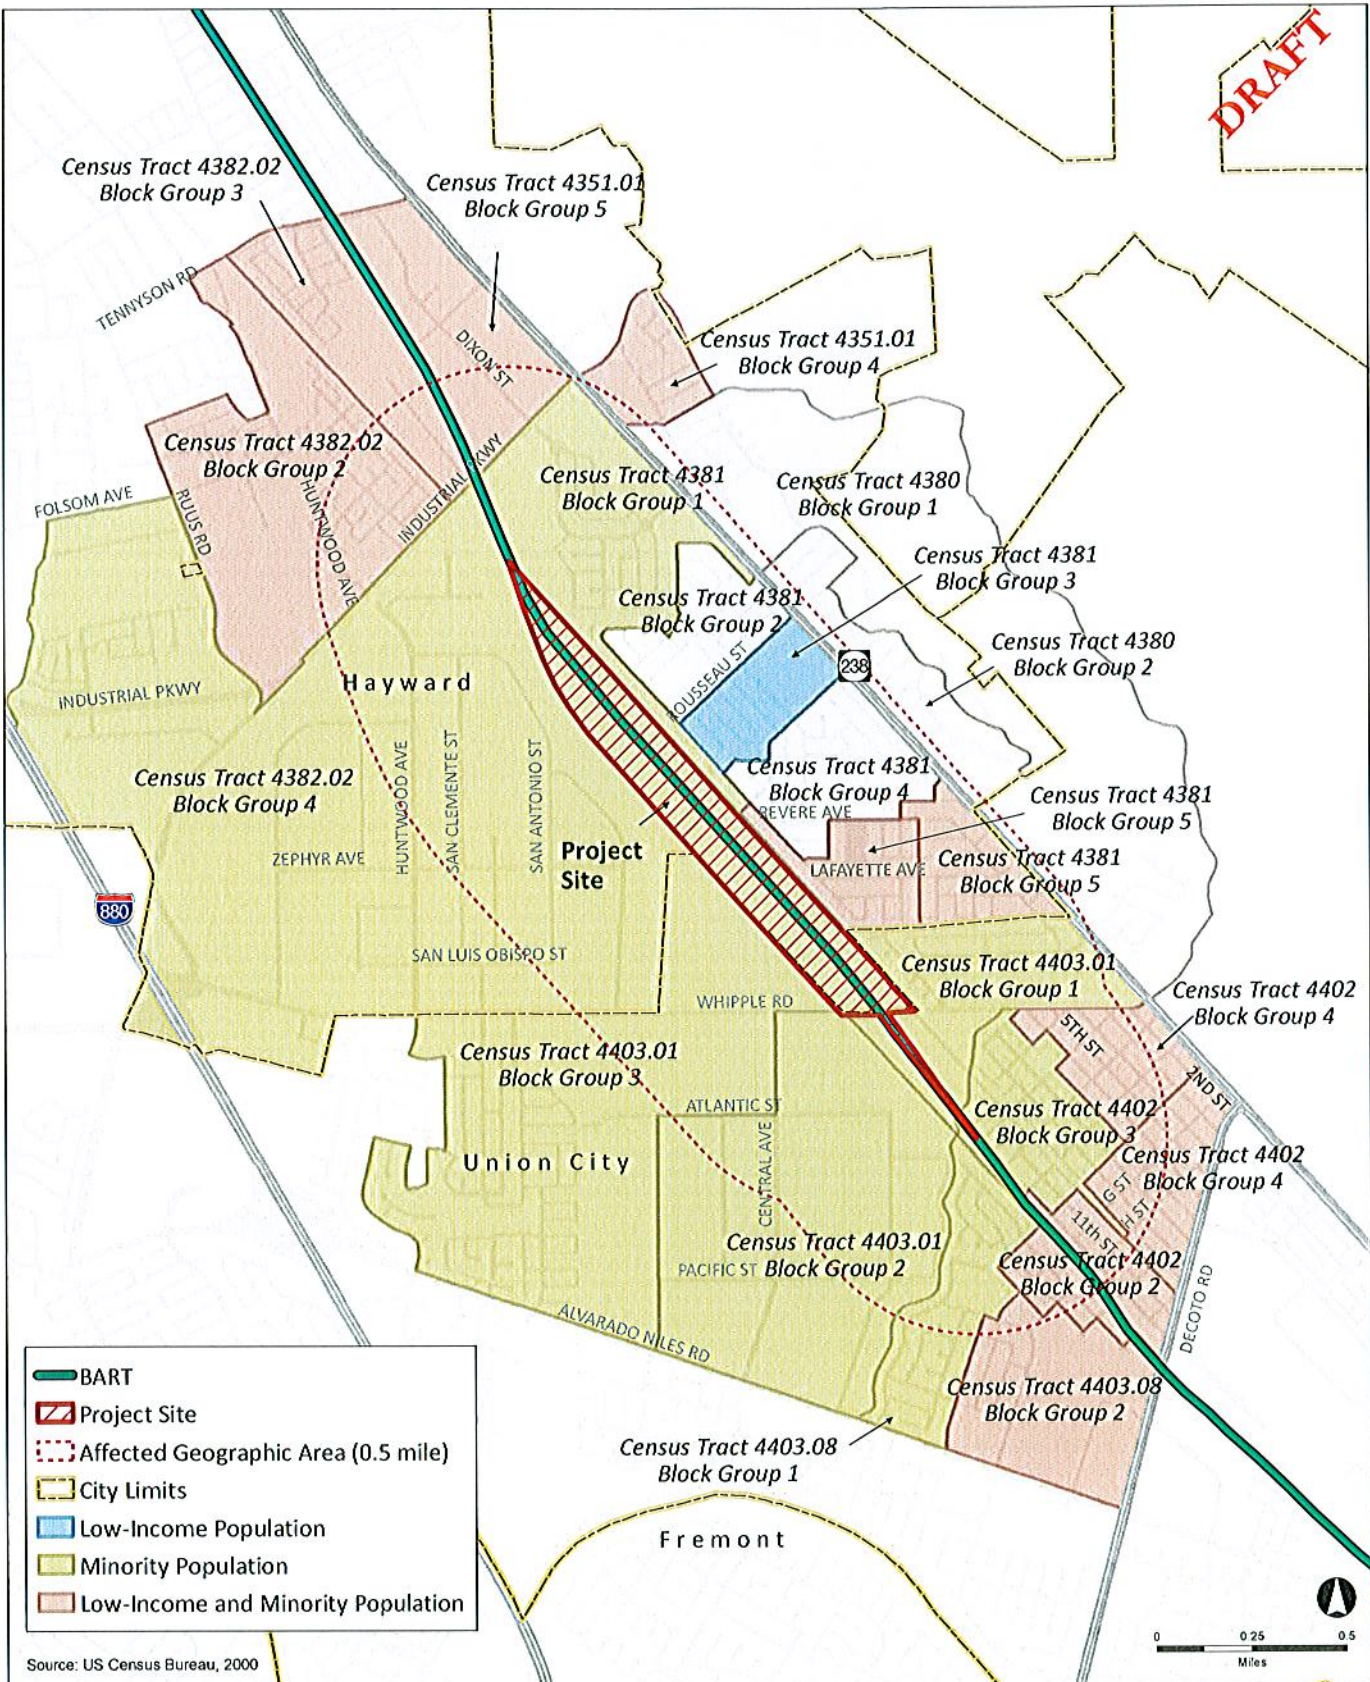 DRAFT
Census Tract 4382.02
Block Group 3
Census Tract 4351.01
Block Group 5
TENNYSON RD
DIXON ST
Census Tract 4351.01
Block Group 4
Census Tract 4382.02
Block Group 2
INDUSTRIAL PKWY
Census Tract 4381
Block Group 1
Census Tract 4380
Block Group 1
FOLSOM AVE
RUUS RD
HUNTWOOD AVE
Census Tract 4381
Block Group 3
Census Tract 4381
Block Group 2
ROUSSEAU ST
238
Census Tract 4380
Block Group 2
INDUSTRIAL PKWY
Hayward
Census Tract 4382.02
Block Group 4
HUNTWOOD AVE
SAN CLEMENTE ST
SAN ANTONIO ST
Census Tract 4381
Block Group 4
REVERE AVE
Census Tract 4381
Block Group 5
ZEPHYR AVE
Project
Site
LAFAYETTE AVE
Census Tract 4381
Block Group 5
880
SAN LUIS OBISPO ST
Census Tract 4403.01
Block Group 1
WHIPPLE RD
Census Tract 4402
Block Group 4
5TH ST
2ND ST
Census Tract 4403.01
Block Group 3
ATLANTIC ST
Census Tract 4402
Block Group 3
Union City
CENTRAL AVE
Census Tract 4402
Block Group 4
G ST
H ST
11th ST
Census Tract 4403.01
Block Group 2
PACIFIC ST
Census Tract 4402
Block Group 2
DECOTO RD
ALVARADO NILES RD
Census Tract 4403.08
Block Group 2
Census Tract 4403.08
Block Group 1
Fremont
BART
Project Site
Affected Geographic Area (0.5 mile)
City Limits
Low-Income Population
Minority Population
Low-Income and Minority Population
0 0.25 0.5
Miles
Source: US Census Bureau, 2000